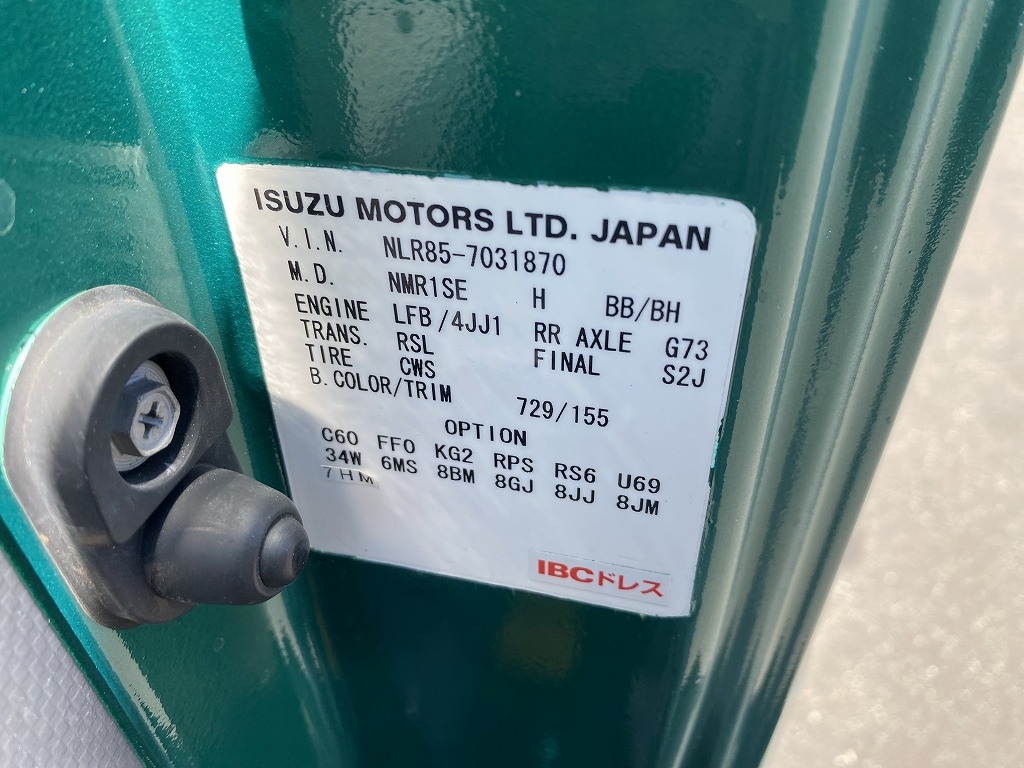 ISUZU MOTORS LTD. JAPAN
V.I.N. NLR85-7031870
M.D. NMR1SE H BB/BH
ENGINE LFB/4JJ1 RR AXLE G73
TRANS. RSL FINAL S2J
TIRE CWS
B.COLOR/TRIM 729/155
OPTION
C60 FF0 KG2 RPS RS6 U69
34W 6MS 8BM 8GJ 8JJ 8JM
7HM
IBCドレス